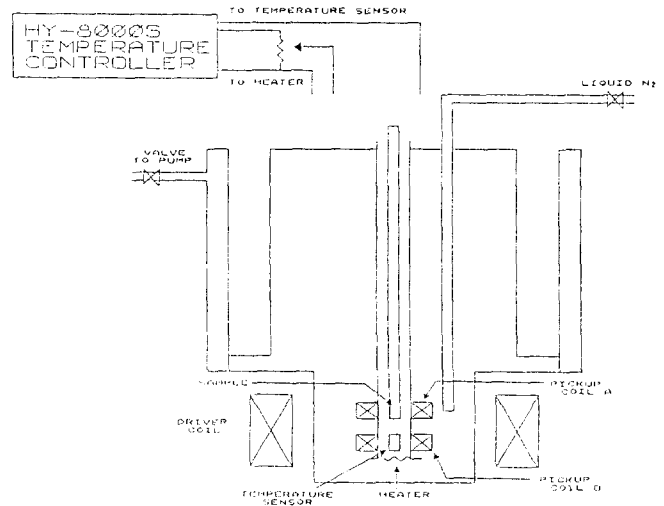 TO TEMPERATURE SENSOR
HY-8000S
TEMPERATURE
CONTROLLER
TO HEATER
LIQUID N₂
VALVE
TO PUMP
SAMPLE
PICKUP
COIL A
DRIVER
COIL
TEMPERATURE
SENSOR
HEATER
PICKUP
COIL B